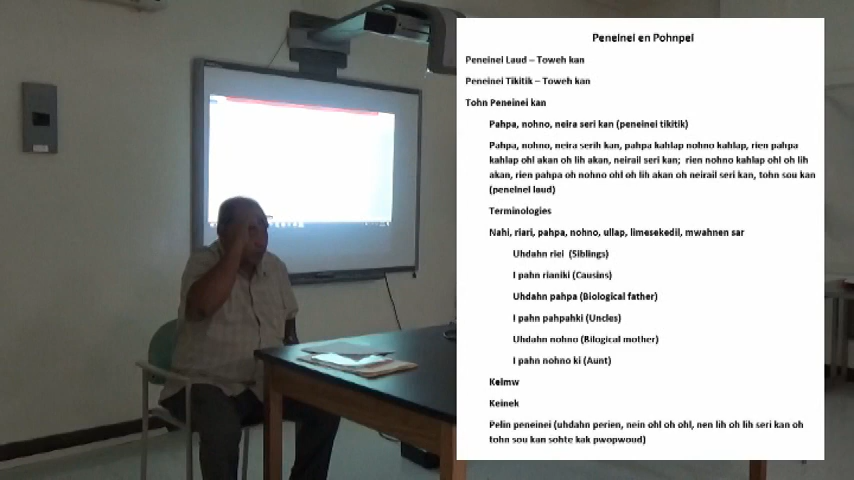 Peneinei en Pohnpei
Peneinei Laud – Toweh kan
Peneinei Tikitik – Toweh kan
Tohn Peneinei kan
Pahpa, nohno, neira seri kan (peneinei tikitik)
Pahpa, nohno, neira serih kan, pahpa kahlap nohno kahlap, rien pahpa
kahlap ohl akan oh lih akan, neirail seri kan; rien nohno kahlap ohl oh lih
akan, rien pahpa oh nohno ohl oh lih akan oh neirail seri kan, tohn sou kan
(peneinei laud)
Terminologies
Nahi, riari, pahpa, nohno, ullap, limesekedil, mwahnen sar
Uhdahn riei (Siblings)
I pahn rianiki (Causins)
Uhdahn pahpa (Biological father)
I pahn pahpahki (Uncles)
Uhdahn nohno (Bilogical mother)
I pahn nohno ki (Aunt)
Keimw
Keinek
Pelin peneinei (uhdahn perien, nein ohl oh ohl, nen lih oh lih seri kan oh
tohn sou kan sohte kak pwopwoud)